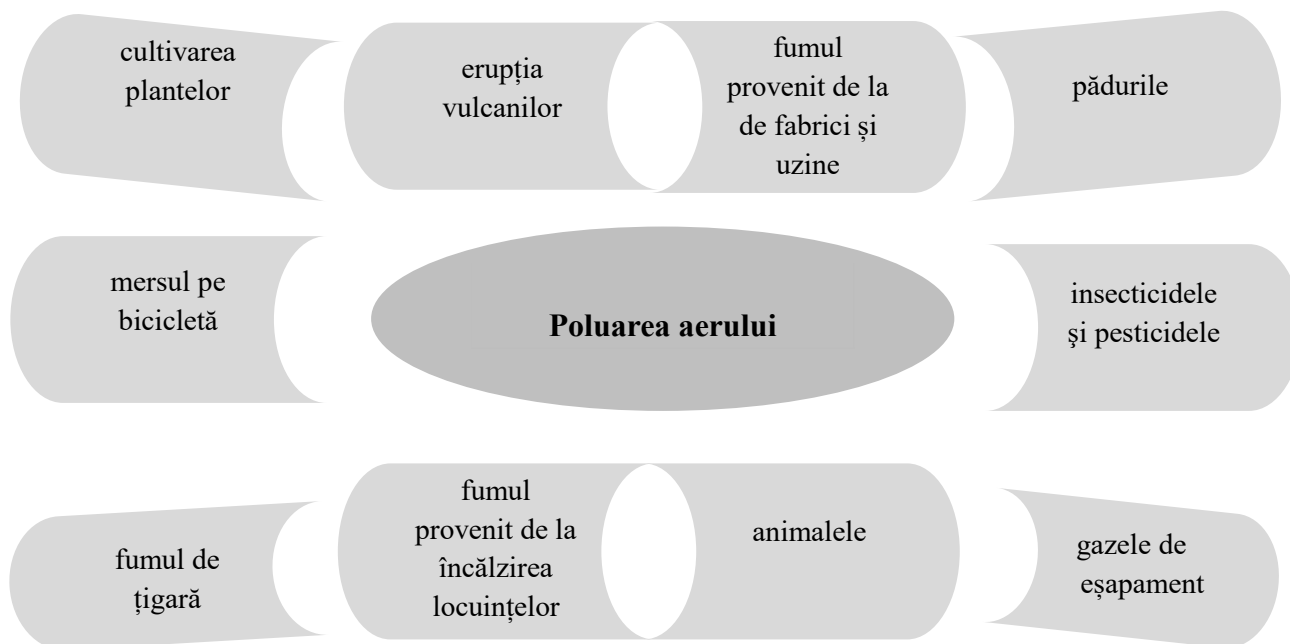 cultivarea
plantelor
erupția
vulcanilor
fumul
provenit de la
de fabrici și
uzine
pădurile
mersul pe
bicicletă
Poluarea aerului
insecticidele
şi pesticidele
fumul de
țigară
fumul
provenit de la
încălzirea
locuințelor
animalele
gazele de
eșapament